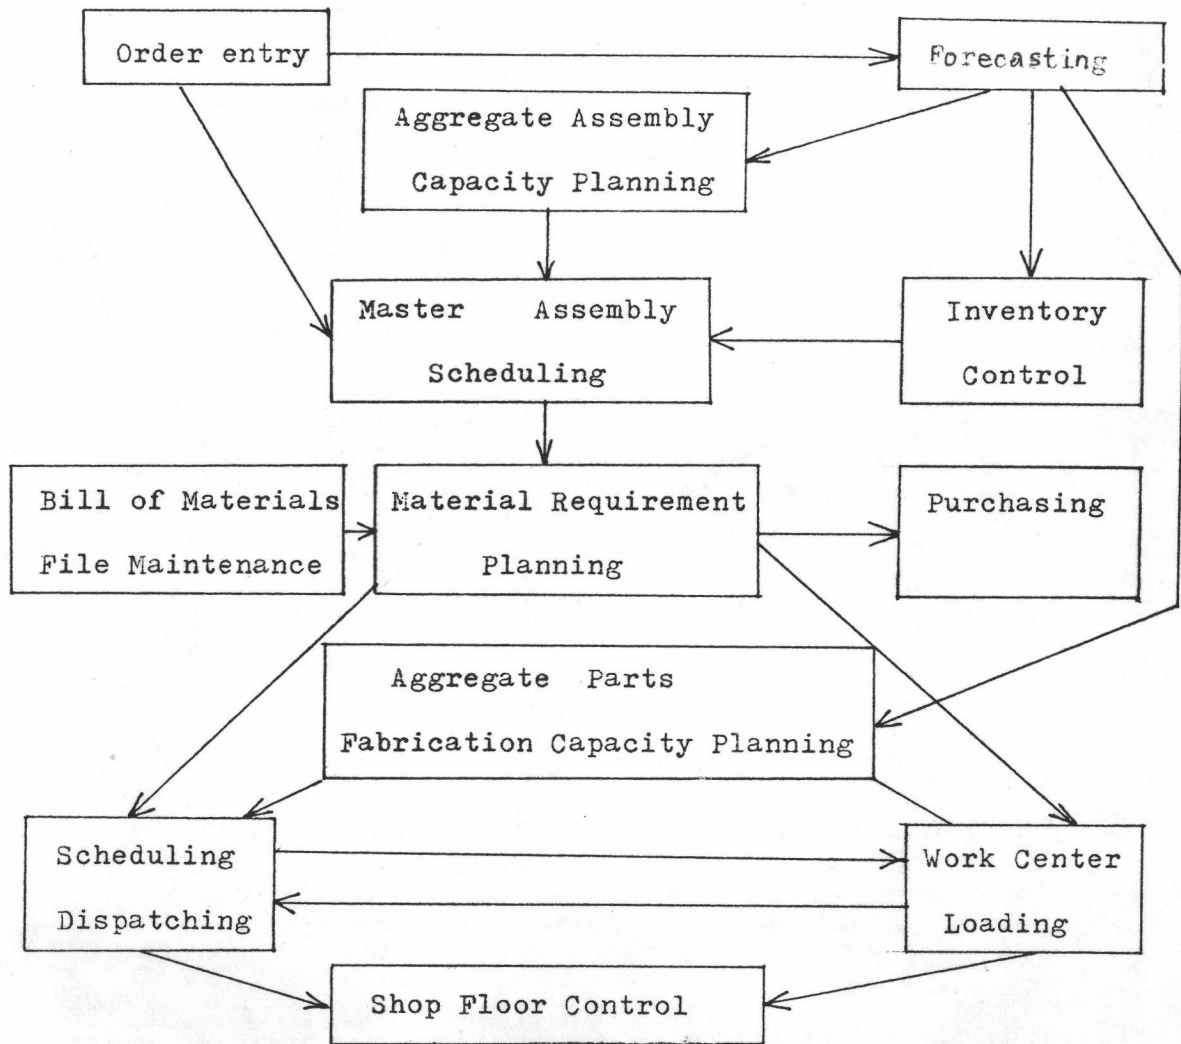 Order entry
Forecasting
Aggregate Assembly
Capacity Planning
Master Assembly
Scheduling
Inventory
Control
Bill of Materials
File Maintenance
Material Requirement
Planning
Purchasing
Aggregate Parts
Fabrication Capacity Planning
Scheduling
Dispatching
Work Center
Loading
Shop Floor Control